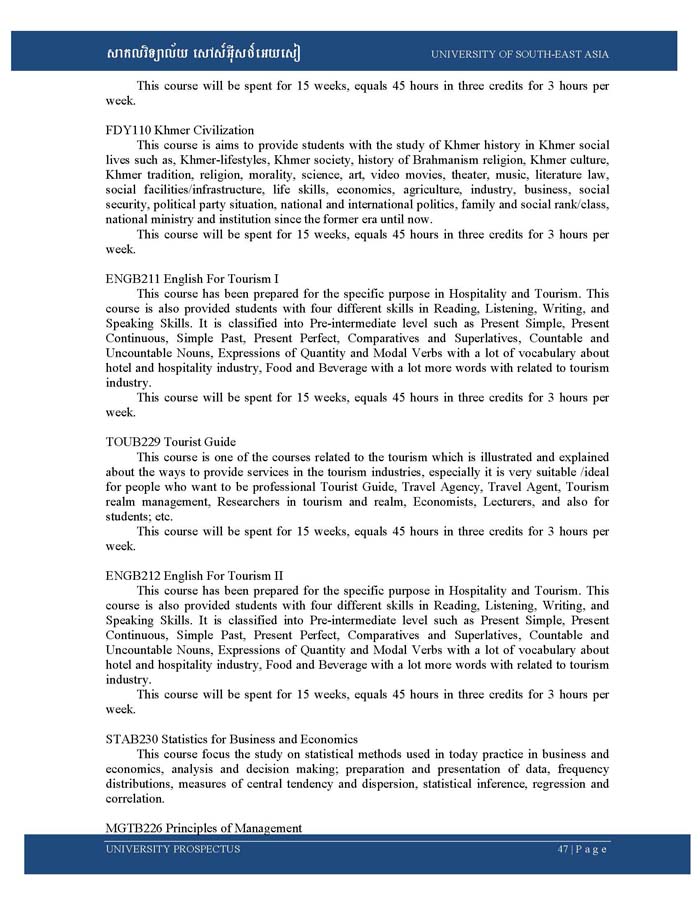 សាកលវិទ្យាល័យ សៅស៍អ៊ីសថ៍អេយសៀ UNIVERSITY OF SOUTH-EAST ASIA
This course will be spent for 15 weeks, equals 45 hours in three credits for 3 hours per
week.
FDY110 Khmer Civilization
This course is aims to provide students with the study of Khmer history in Khmer social
lives such as, Khmer-lifestyles, Khmer society, history of Brahmanism religion, Khmer culture,
Khmer tradition, religion, morality, science, art, video movies, theater, music, literature law,
social facilities/infrastructure, life skills, economics, agriculture, industry, business, social
security, political party situation, national and international politics, family and social rank/class,
national ministry and institution since the former era until now.
This course will be spent for 15 weeks, equals 45 hours in three credits for 3 hours per
week.
ENGB211 English For Tourism I
This course has been prepared for the specific purpose in Hospitality and Tourism. This
course is also provided students with four different skills in Reading, Listening, Writing, and
Speaking Skills. It is classified into Pre-intermediate level such as Present Simple, Present
Continuous, Simple Past, Present Perfect, Comparatives and Superlatives, Countable and
Uncountable Nouns, Expressions of Quantity and Modal Verbs with a lot of vocabulary about
hotel and hospitality industry, Food and Beverage with a lot more words with related to tourism
industry.
This course will be spent for 15 weeks, equals 45 hours in three credits for 3 hours per
week.
TOUB229 Tourist Guide
This course is one of the courses related to the tourism which is illustrated and explained
about the ways to provide services in the tourism industries, especially it is very suitable /ideal
for people who want to be professional Tourist Guide, Travel Agency, Travel Agent, Tourism
realm management, Researchers in tourism and realm, Economists, Lecturers, and also for
students; etc.
This course will be spent for 15 weeks, equals 45 hours in three credits for 3 hours per
week.
ENGB212 English For Tourism II
This course has been prepared for the specific purpose in Hospitality and Tourism. This
course is also provided students with four different skills in Reading, Listening, Writing, and
Speaking Skills. It is classified into Pre-intermediate level such as Present Simple, Present
Continuous, Simple Past, Present Perfect, Comparatives and Superlatives, Countable and
Uncountable Nouns, Expressions of Quantity and Modal Verbs with a lot of vocabulary about
hotel and hospitality industry, Food and Beverage with a lot more words with related to tourism
industry.
This course will be spent for 15 weeks, equals 45 hours in three credits for 3 hours per
week.
STAB230 Statistics for Business and Economics
This course focus the study on statistical methods used in today practice in business and
economics, analysis and decision making; preparation and presentation of data, frequency
distributions, measures of central tendency and dispersion, statistical inference, regression and
correlation.
MGTB226 Principles of Management
UNIVERSITY PROSPECTUS 47 | P a g e